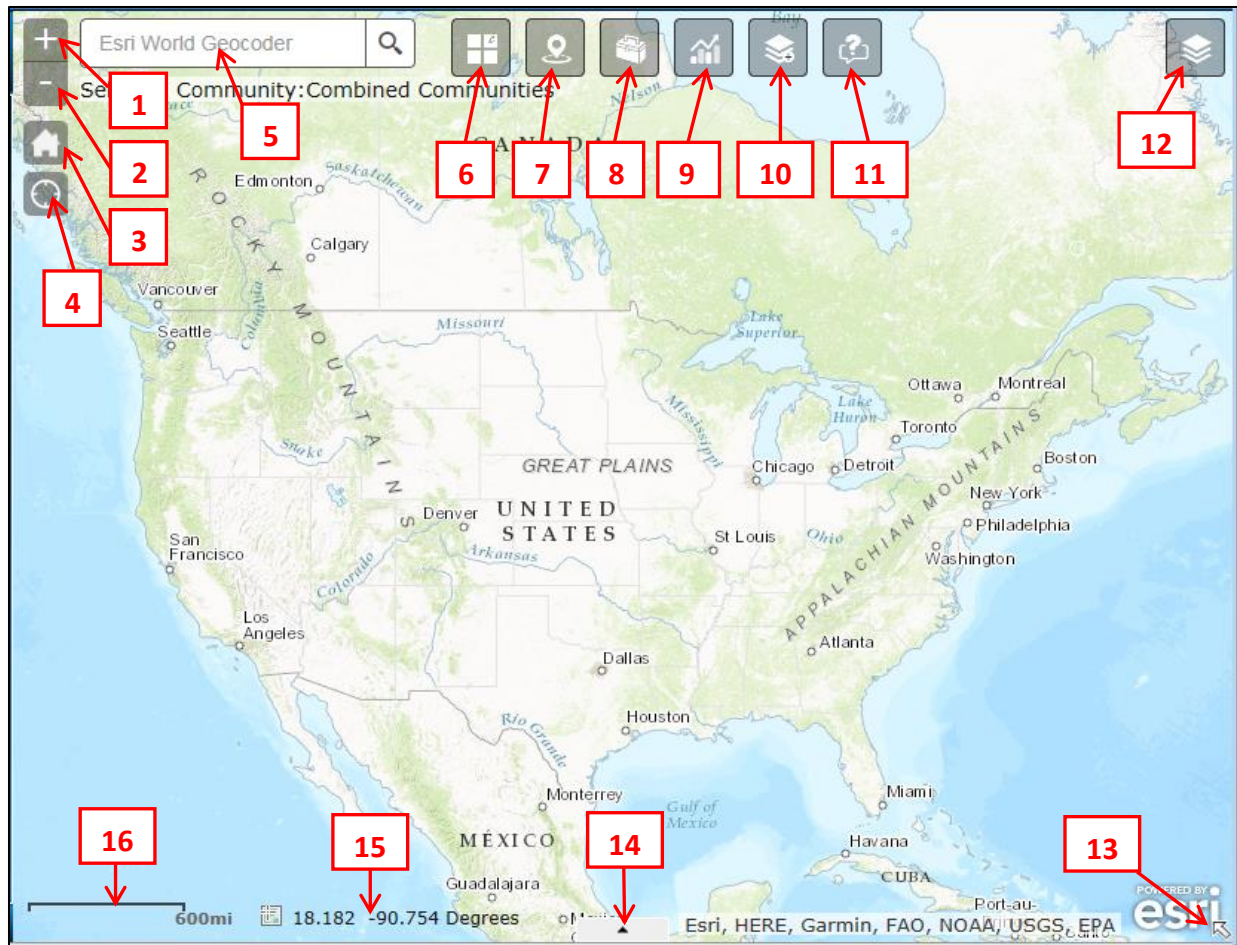 Esri World Geocoder
Community:Combined Communities
1
2
3
4
5
6
7
8
9
10
11
12
Bay
Nelson
CANADA
Saskatchewan
Edmonton
Calgary
ROCKY MOUNTAINS
Columbia
Vancouver
Seattle
Missouri
Lake
Superior
Mississippi
Ottawa
Montreal
Lake
Huron
Toronto
Snake
GREAT PLAINS
Chicago
Detroit
Boston
APPALACHIAN MOUNTAINS
New York
Denver
UNITED
STATES
Philadelphia
San
Francisco
St Louis
Ohio
Washington
Arkansas
Colorado
Los
Angeles
Atlanta
Dallas
Rio Grande
Houston
Monterrey
Gulf of
Mexico
Miami
MÉXICO
Havana
CUBA
Guadalajara
Port-au-
16
15
14
13
600mi
18.182 -90.754 Degrees
Esri, HERE, Garmin, FAO, NOAA, USGS, EPA
POWERED BY
esri